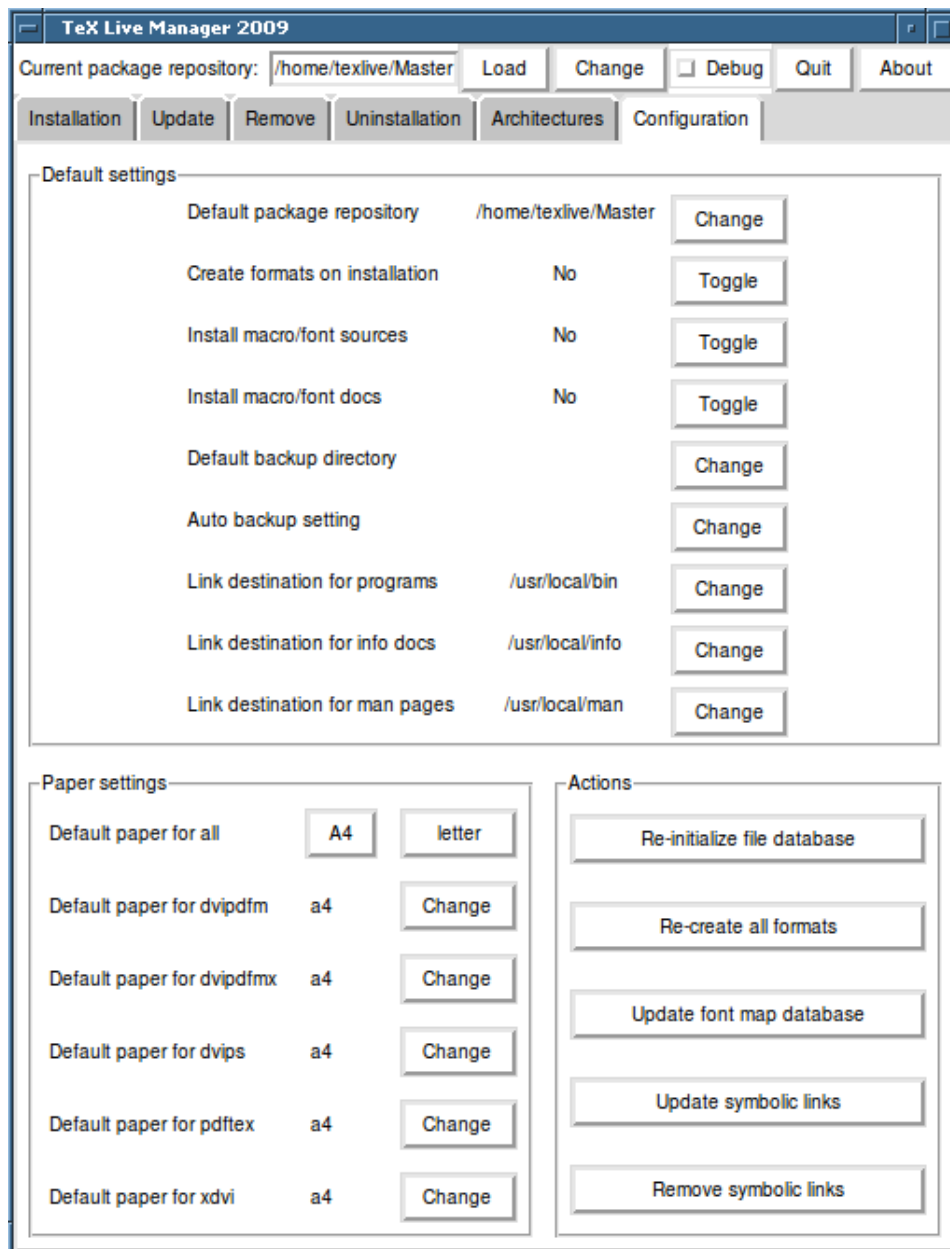 TeX Live Manager 2009
Current package repository: /home/texlive/Master Load Change Debug Quit About
Installation Update Remove Uninstallation Architectures Configuration
Default settings
Default package repository /home/texlive/Master Change
Create formats on installation No Toggle
Install macro/font sources No Toggle
Install macro/font docs No Toggle
Default backup directory Change
Auto backup setting Change
Link destination for programs /usr/local/bin Change
Link destination for info docs /usr/local/info Change
Link destination for man pages /usr/local/man Change
Paper settings
Default paper for all A4 letter
Default paper for dvipdfm a4 Change
Default paper for dvipdfmx a4 Change
Default paper for dvips a4 Change
Default paper for pdftex a4 Change
Default paper for xdvi a4 Change
Actions
Re-initialize file database
Re-create all formats
Update font map database
Update symbolic links
Remove symbolic links